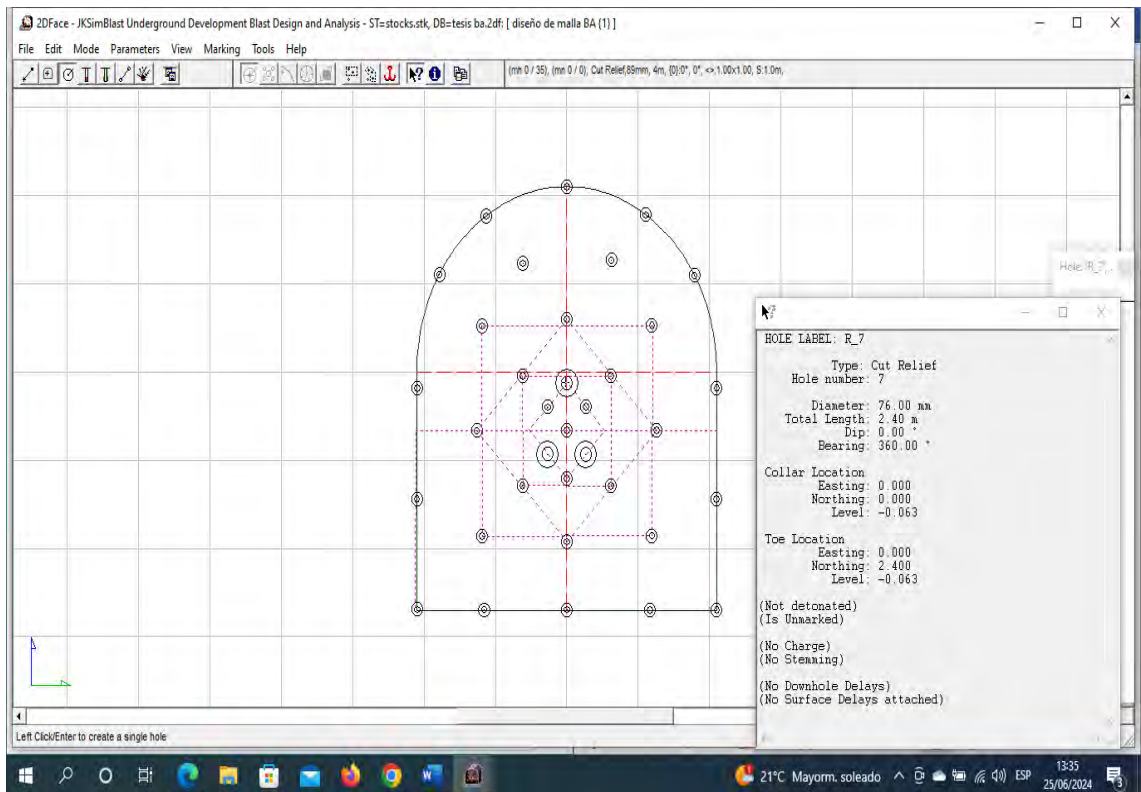 2DFace - JKSimBlast Underground Development Blast Design and Analysis - ST=stocks.stk, DB=tesis ba.2df: [ diseño de malla BA (1) ]
File Edit Mode Parameters View Marking Tools Help
(mh 0 / 35), (mn 0 / 0), Cut Relief,89mm, 4m, {0}:0°, 0°, <>,1.00x1.00, S:1.0m,
Hole: R_7,
HOLE LABEL: R_7
Type: Cut Relief
Hole number: 7
Diameter: 76.00 mm
Total Length: 2.40 m
Dip: 0.00 °
Bearing: 360.00 °
Collar Location
Easting: 0.000
Northing: 0.000
Level: -0.063
Toe Location
Easting: 0.000
Northing: 2.400
Level: -0.063
(Not detonated)
(Is Unmarked)
(No Charge)
(No Stemming)
(No Downhole Delays)
(No Surface Delays attached)
Left Click/Enter to create a single hole
21°C Mayorm. soleado ESP 13:35
25/06/2024